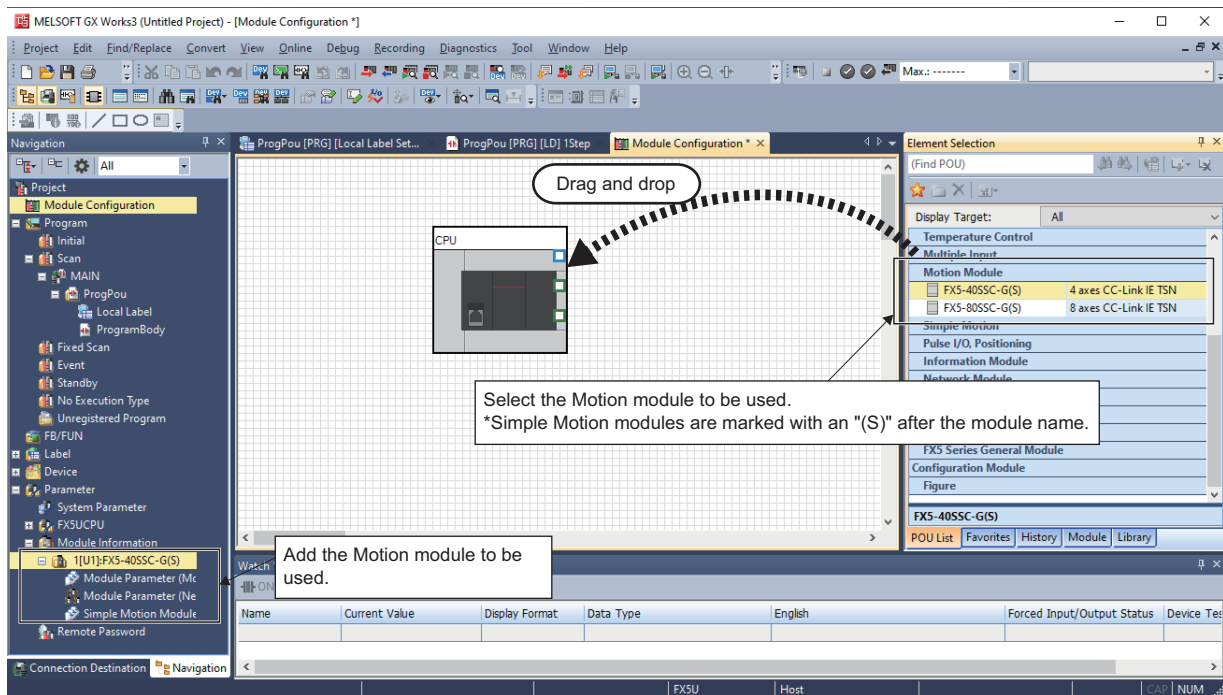 MELSOFT GX Works3 (Untitled Project) - [Module Configuration *]
Project Edit Find/Replace Convert View Online Debug Recording Diagnostics Tool Window Help
Max.: -------
Navigation
All
Project
Module Configuration
Program
Initial
Scan
MAIN
ProgPou
Local Label
ProgramBody
Fixed Scan
Event
Standby
No Execution Type
Unregistered Program
FB/FUN
Label
Device
Parameter
System Parameter
FX5UCPU
Module Information
1[U1]:FX5-40SSC-G(S)
Module Parameter (Mc
Module Parameter (Ne
Simple Motion Module
Remote Password
Connection Destination Navigation
ProgPou [PRG] [Local Label Set... ProgPou [PRG] [LD] 1Step Module Configuration *
Drag and drop
CPU
Select the Motion module to be used.
*Simple Motion modules are marked with an "(S)" after the module name.
Add the Motion module to be
used.
Element Selection
(Find POU)
Display Target: All
Temperature Control
Multiple Input
Motion Module
FX5-40SSC-G(S) 4 axes CC-Link IE TSN
FX5-80SSC-G(S) 8 axes CC-Link IE TSN
Simple Motion
Pulse I/O, Positioning
Information Module
Network Module
FX5 Series General Module
Configuration Module
Figure
FX5-40SSC-G(S)
POU List Favorites History Module Library
Watch
ON
Name Current Value Display Format Data Type English Forced Input/Output Status Device Tes
FX5U Host CAP NUM